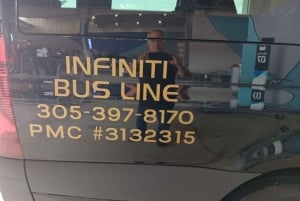 INFINITI
BUS LINE
305-397-8170
PMC #3132315